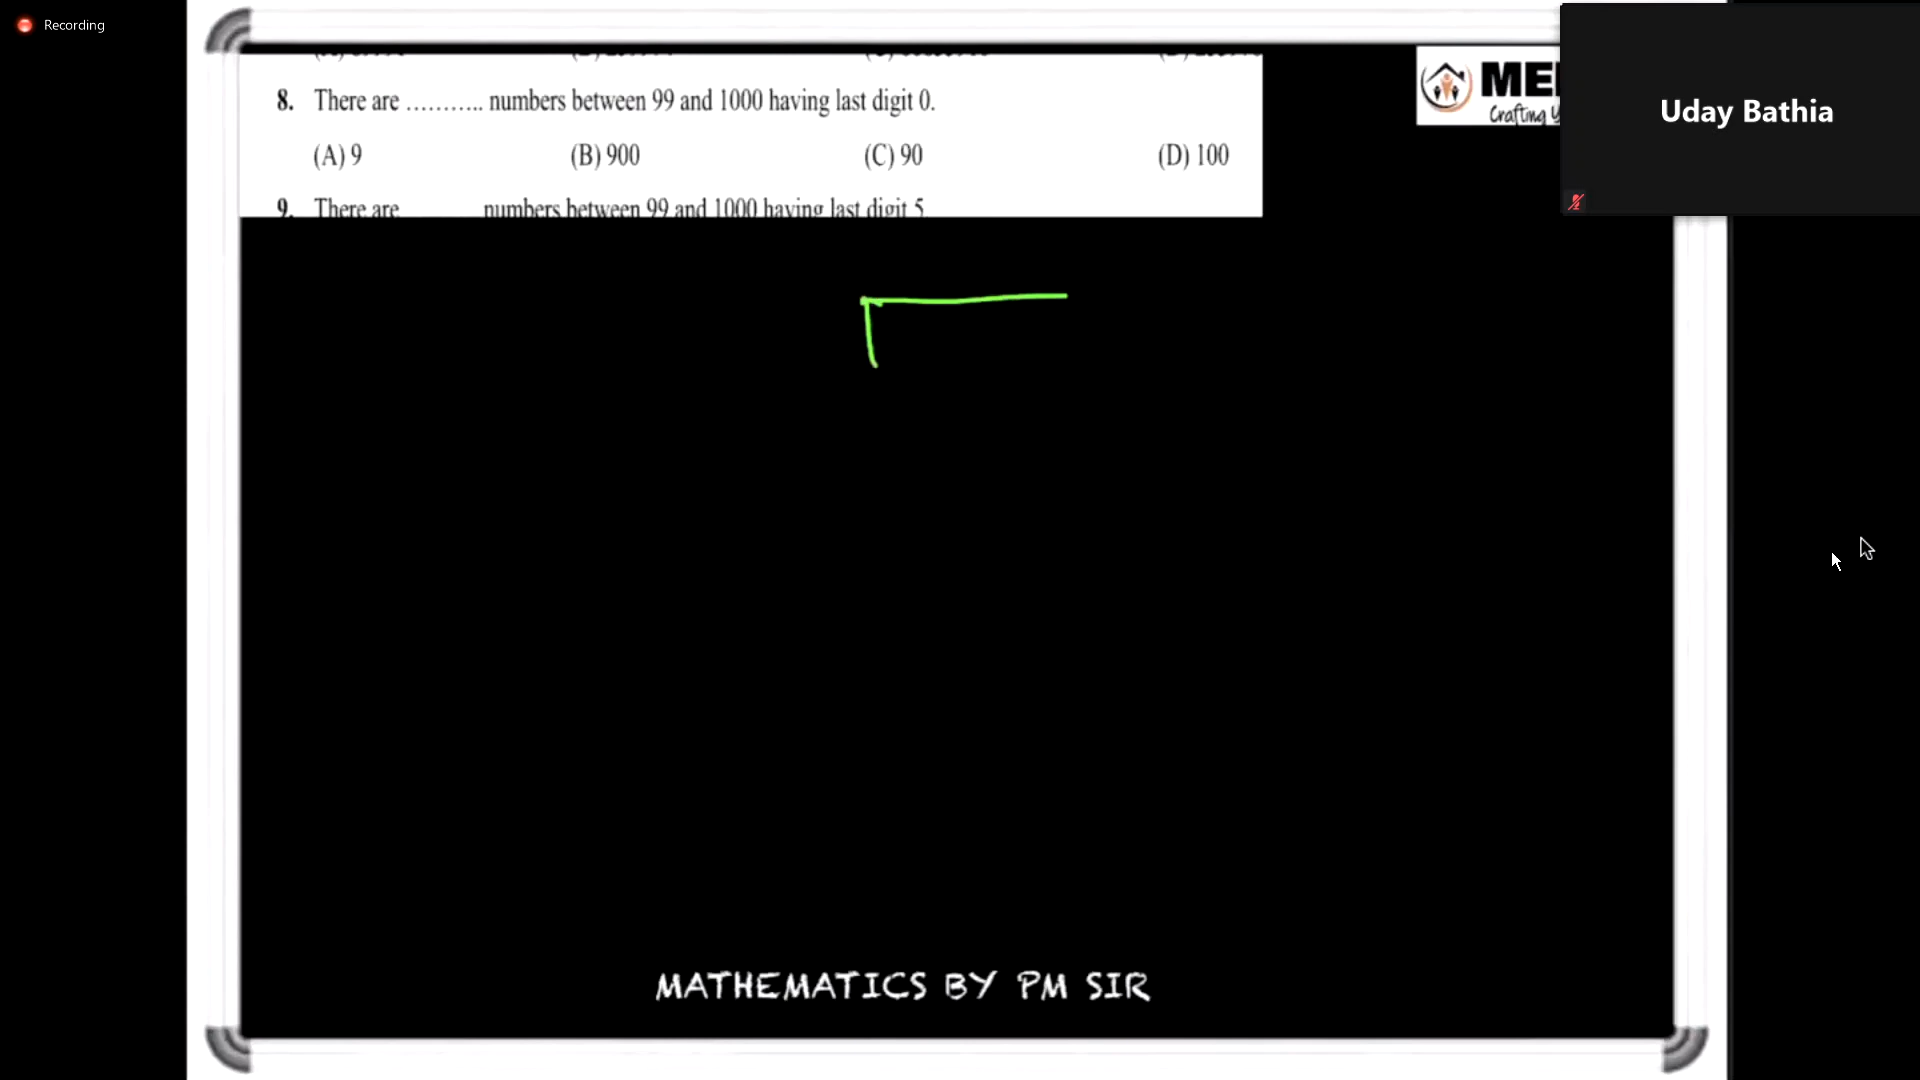 Recording
8. There are ........... numbers between 99 and 1000 having last digit 0.
(A) 9 (B) 900 (C) 90 (D) 100
9. There are numbers between 99 and 1000 having last digit 5
Crafting
Uday Bathia
MATHEMATICS BY PM SIR